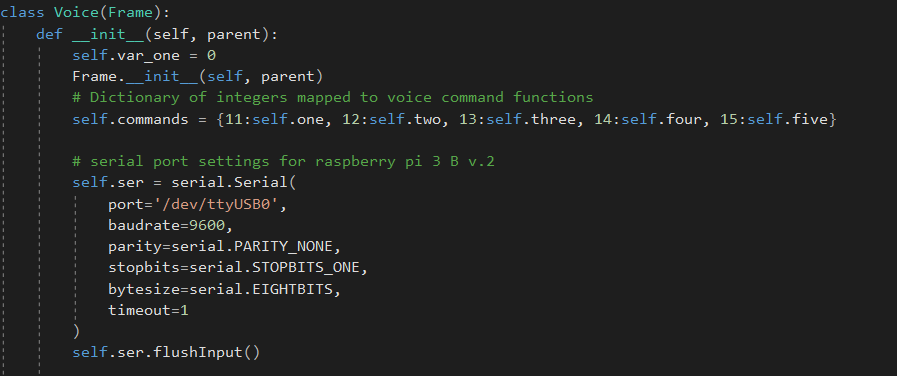 class Voice(Frame):
    def __init__(self, parent):
        self.var_one = 0
        Frame.__init__(self, parent)
        # Dictionary of integers mapped to voice command functions
        self.commands = {11:self.one, 12:self.two, 13:self.three, 14:self.four, 15:self.five}

        # serial port settings for raspberry pi 3 B v.2
        self.ser = serial.Serial(
            port='/dev/ttyUSB0',
            baudrate=9600,
            parity=serial.PARITY_NONE,
            stopbits=serial.STOPBITS_ONE,
            bytesize=serial.EIGHTBITS,
            timeout=1
        )
        self.ser.flushInput()